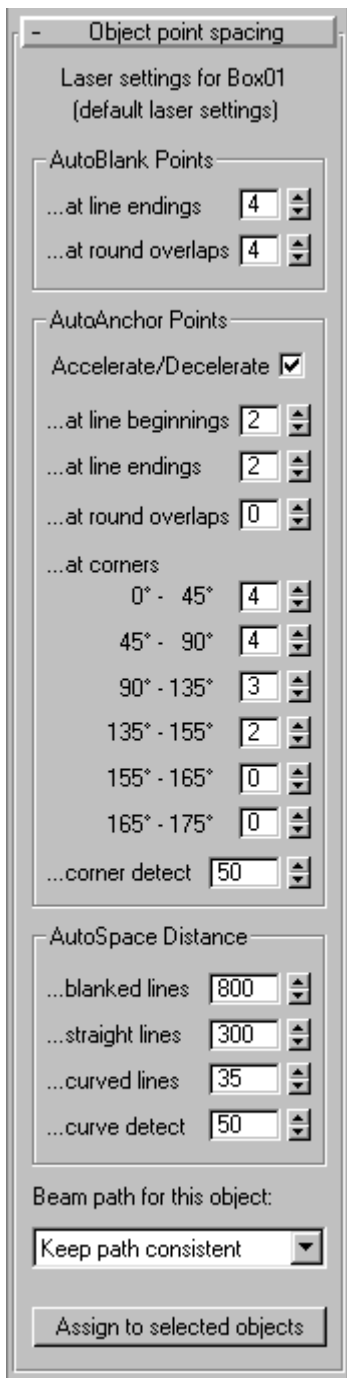 - Object point spacing
Laser settings for Box01
(default laser settings)
AutoBlank Points
...at line endings 4
...at round overlaps 4
AutoAnchor Points
Accelerate/Decelerate
...at line beginnings 2
...at line endings 2
...at round overlaps 0
...at corners
0° - 45° 4
45° - 90° 4
90° - 135° 3
135° - 155° 2
155° - 165° 0
165° - 175° 0
...corner detect 50
AutoSpace Distance
...blanked lines 800
...straight lines 300
...curved lines 35
...curve detect 50
Beam path for this object:
Keep path consistent
Assign to selected objects